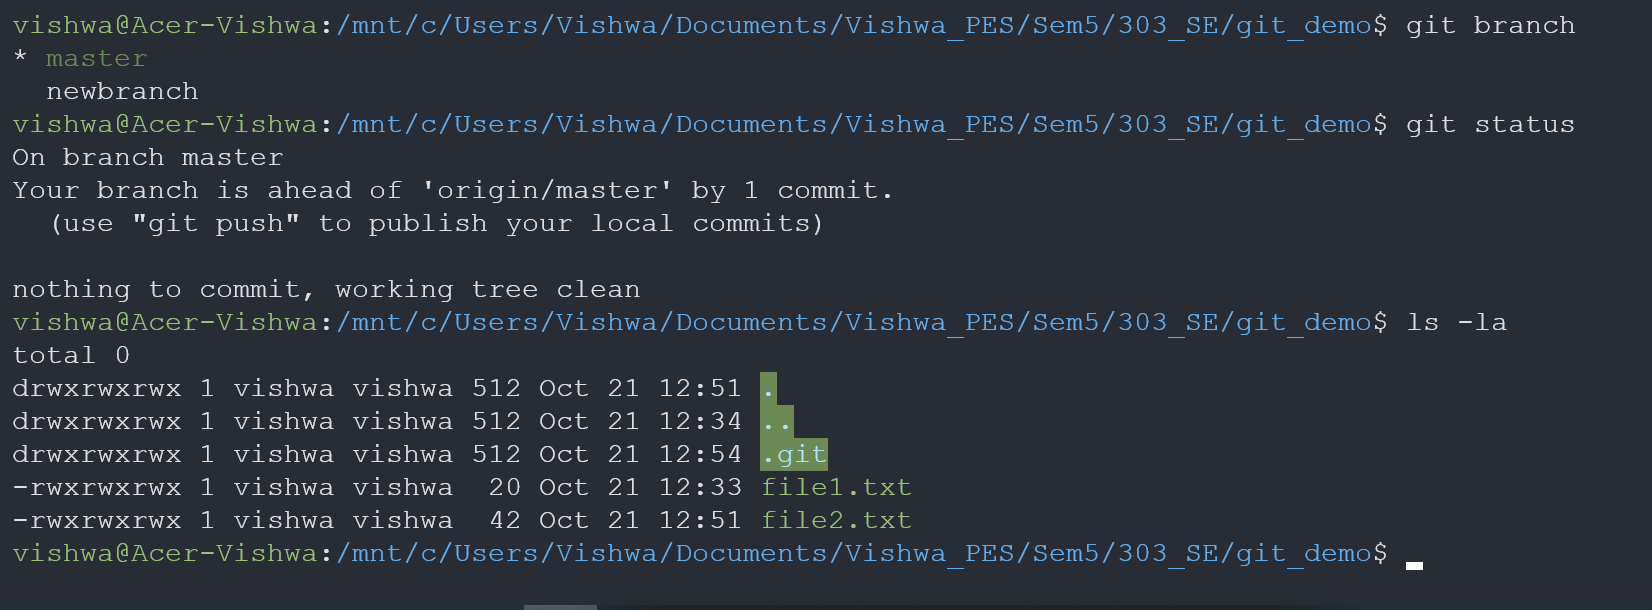 vishwa@Acer-Vishwa:/mnt/c/Users/Vishwa/Documents/Vishwa_PES/Sem5/303_SE/git_demo$ git branch
* master
  newbranch
vishwa@Acer-Vishwa:/mnt/c/Users/Vishwa/Documents/Vishwa_PES/Sem5/303_SE/git_demo$ git status
On branch master
Your branch is ahead of 'origin/master' by 1 commit.
  (use "git push" to publish your local commits)

nothing to commit, working tree clean
vishwa@Acer-Vishwa:/mnt/c/Users/Vishwa/Documents/Vishwa_PES/Sem5/303_SE/git_demo$ ls -la
total 0
drwxrwxrwx 1 vishwa vishwa 512 Oct 21 12:51 .
drwxrwxrwx 1 vishwa vishwa 512 Oct 21 12:34 ..
drwxrwxrwx 1 vishwa vishwa 512 Oct 21 12:54 .git
-rwxrwxrwx 1 vishwa vishwa  20 Oct 21 12:33 file1.txt
-rwxrwxrwx 1 vishwa vishwa  42 Oct 21 12:51 file2.txt
vishwa@Acer-Vishwa:/mnt/c/Users/Vishwa/Documents/Vishwa_PES/Sem5/303_SE/git_demo$